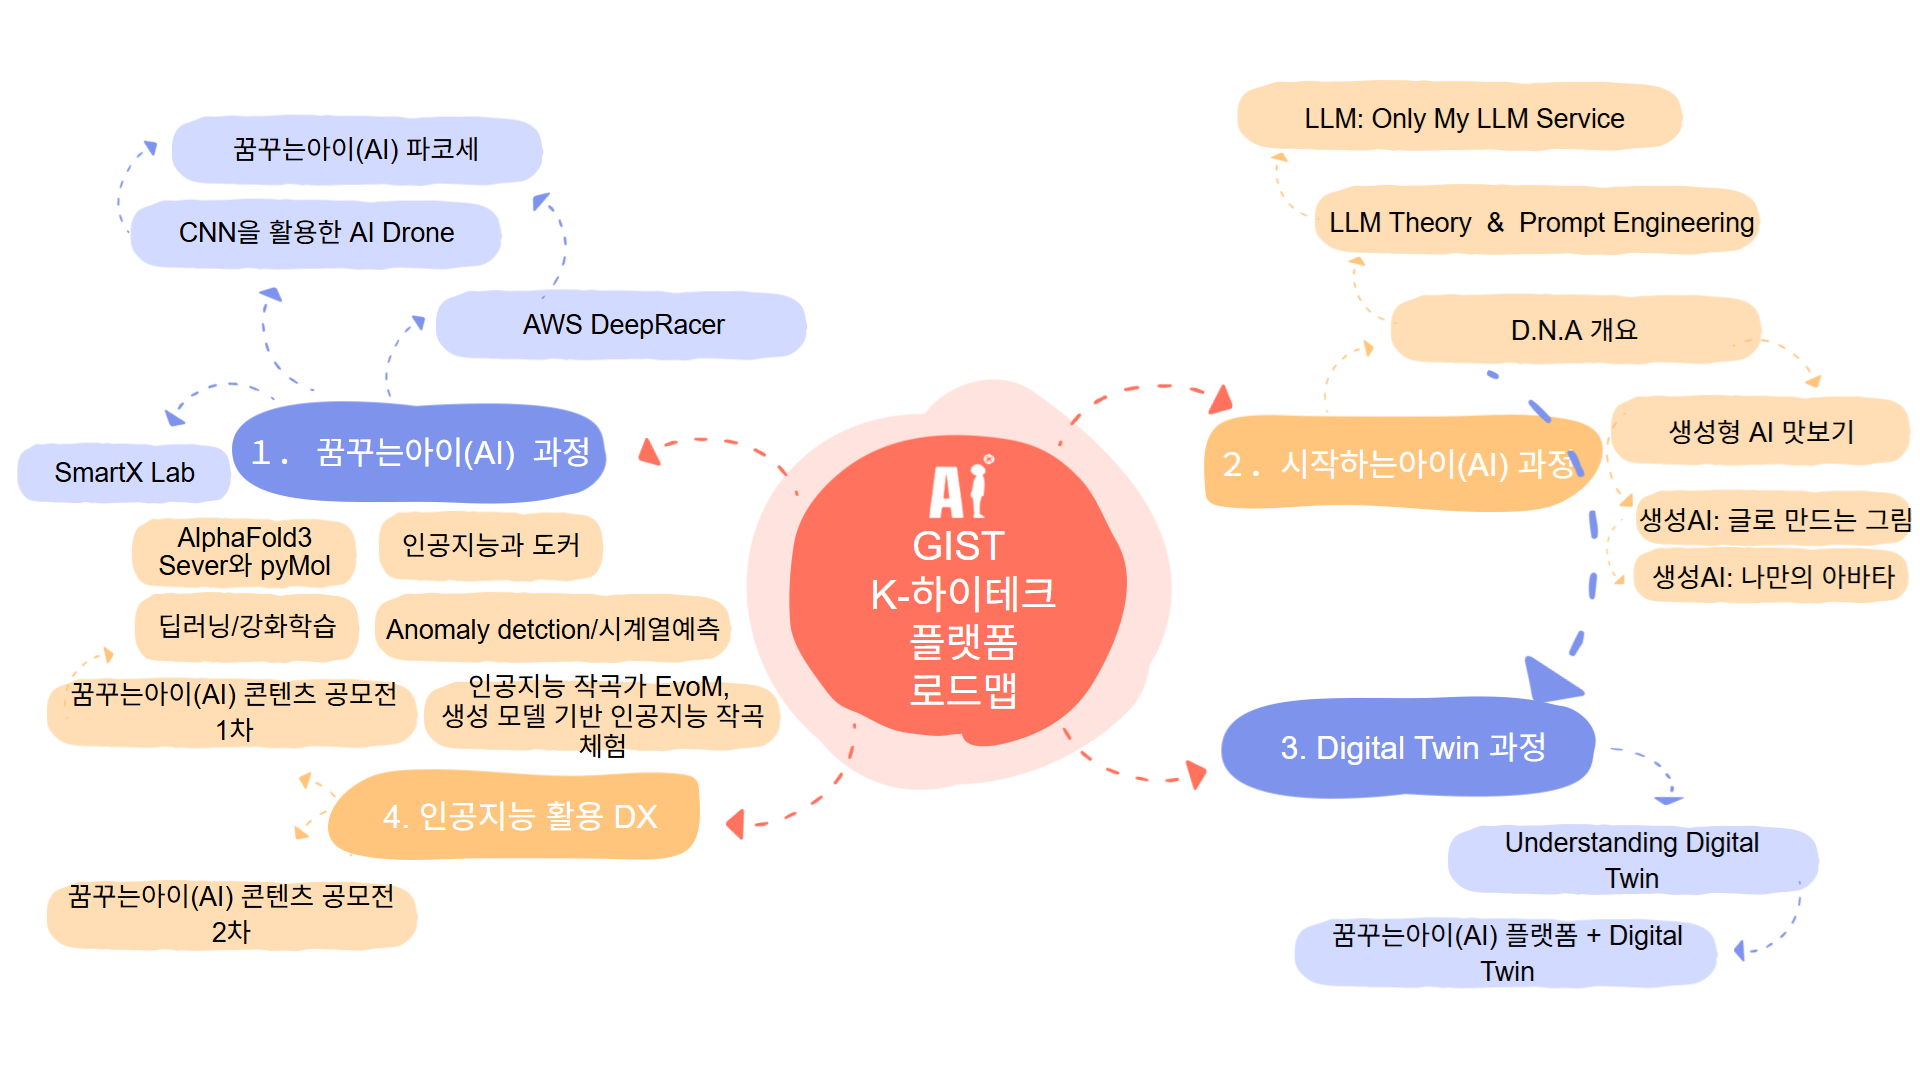 꿈꾸는아이(AI) 파코세
CNN을 활용한 AI Drone
AWS DeepRacer
1. 꿈꾸는아이(AI) 과정
SmartX Lab
AlphaFold3
Sever와 pyMol
인공지능과 도커
딥러닝/강화학습
Anomaly detction/시계열예측
꿈꾸는아이(AI) 콘텐츠 공모전
1차
인공지능 작곡가 EvoM,
생성 모델 기반 인공지능 작곡
체험
4. 인공지능 활용 DX
꿈꾸는아이(AI) 콘텐츠 공모전
2차
AI
GIST
K-하이테크
플랫폼
로드맵
LLM: Only My LLM Service
LLM Theory & Prompt Engineering
D.N.A 개요
2. 시작하는아이(AI) 과정
생성형 AI 맛보기
생성AI: 글로 만드는 그림
생성AI: 나만의 아바타
3. Digital Twin 과정
Understanding Digital
Twin
꿈꾸는아이(AI) 플랫폼 + Digital
Twin